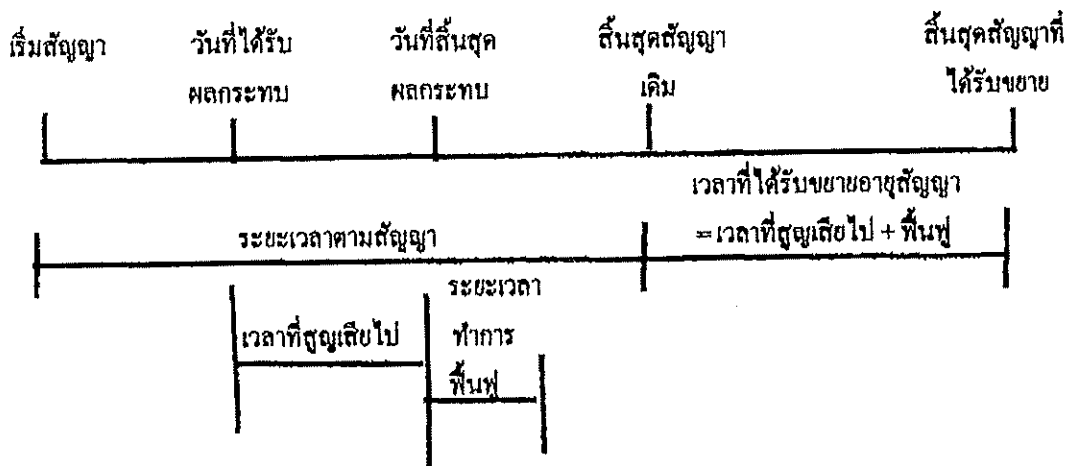 เริ่มสัญญา วันที่ได้รับ วันที่สิ้นสุด สิ้นสุดสัญญา สิ้นสุดสัญญาที่
ผลกระทบ ผลกระทบ เดิม ได้รับขยาย
เวลาที่ได้รับขยายอายุสัญญา
ระยะเวลาตามสัญญา =เวลาที่สูญเสียไป + ฟื้นฟู
ระยะเวลา
เวลาที่สูญเสียไป ทำการ
ฟื้นฟู